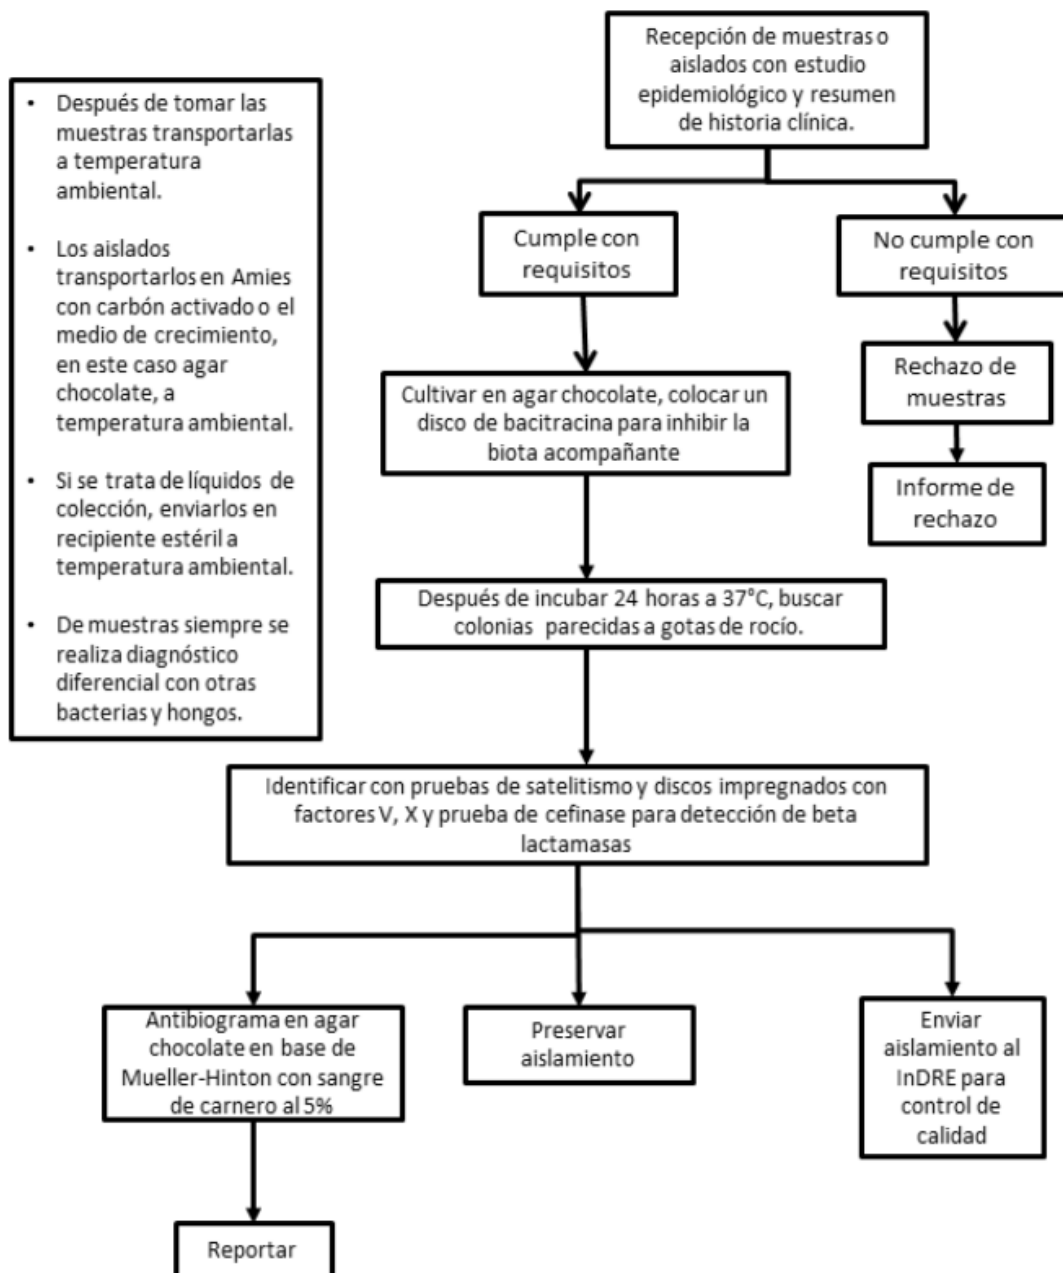 Recepción de muestras o
aislados con estudio
epidemiológico y resumen
de historia clínica.
• Después de tomar las
muestras transportarlas
a temperatura
ambiental.
• Los aislados
transportarlos en Amies
con carbón activado o el
medio de crecimiento,
en este caso agar
chocolate, a
temperatura ambiental.
• Si se trata de líquidos de
colección, enviarlos en
recipiente estéril a
temperatura ambiental.
• De muestras siempre se
realiza diagnóstico
diferencial con otras
bacterias y hongos.
Cumple con
requisitos
No cumple con
requisitos
Rechazo de
muestras
Informe de
rechazo
Cultivar en agar chocolate, colocar un
disco de bacitracina para inhibir la
biota acompañante
Después de incubar 24 horas a 37°C, buscar
colonias parecidas a gotas de rocío.
Identificar con pruebas de satelitismo y discos impregnados con
factores V, X y prueba de cefinase para detección de beta
lactamasas
Antibiograma en agar
chocolate en base de
Mueller-Hinton con sangre
de carnero al 5%
Preservar
aislamiento
Enviar
aislamiento al
InDRE para
control de
calidad
Reportar